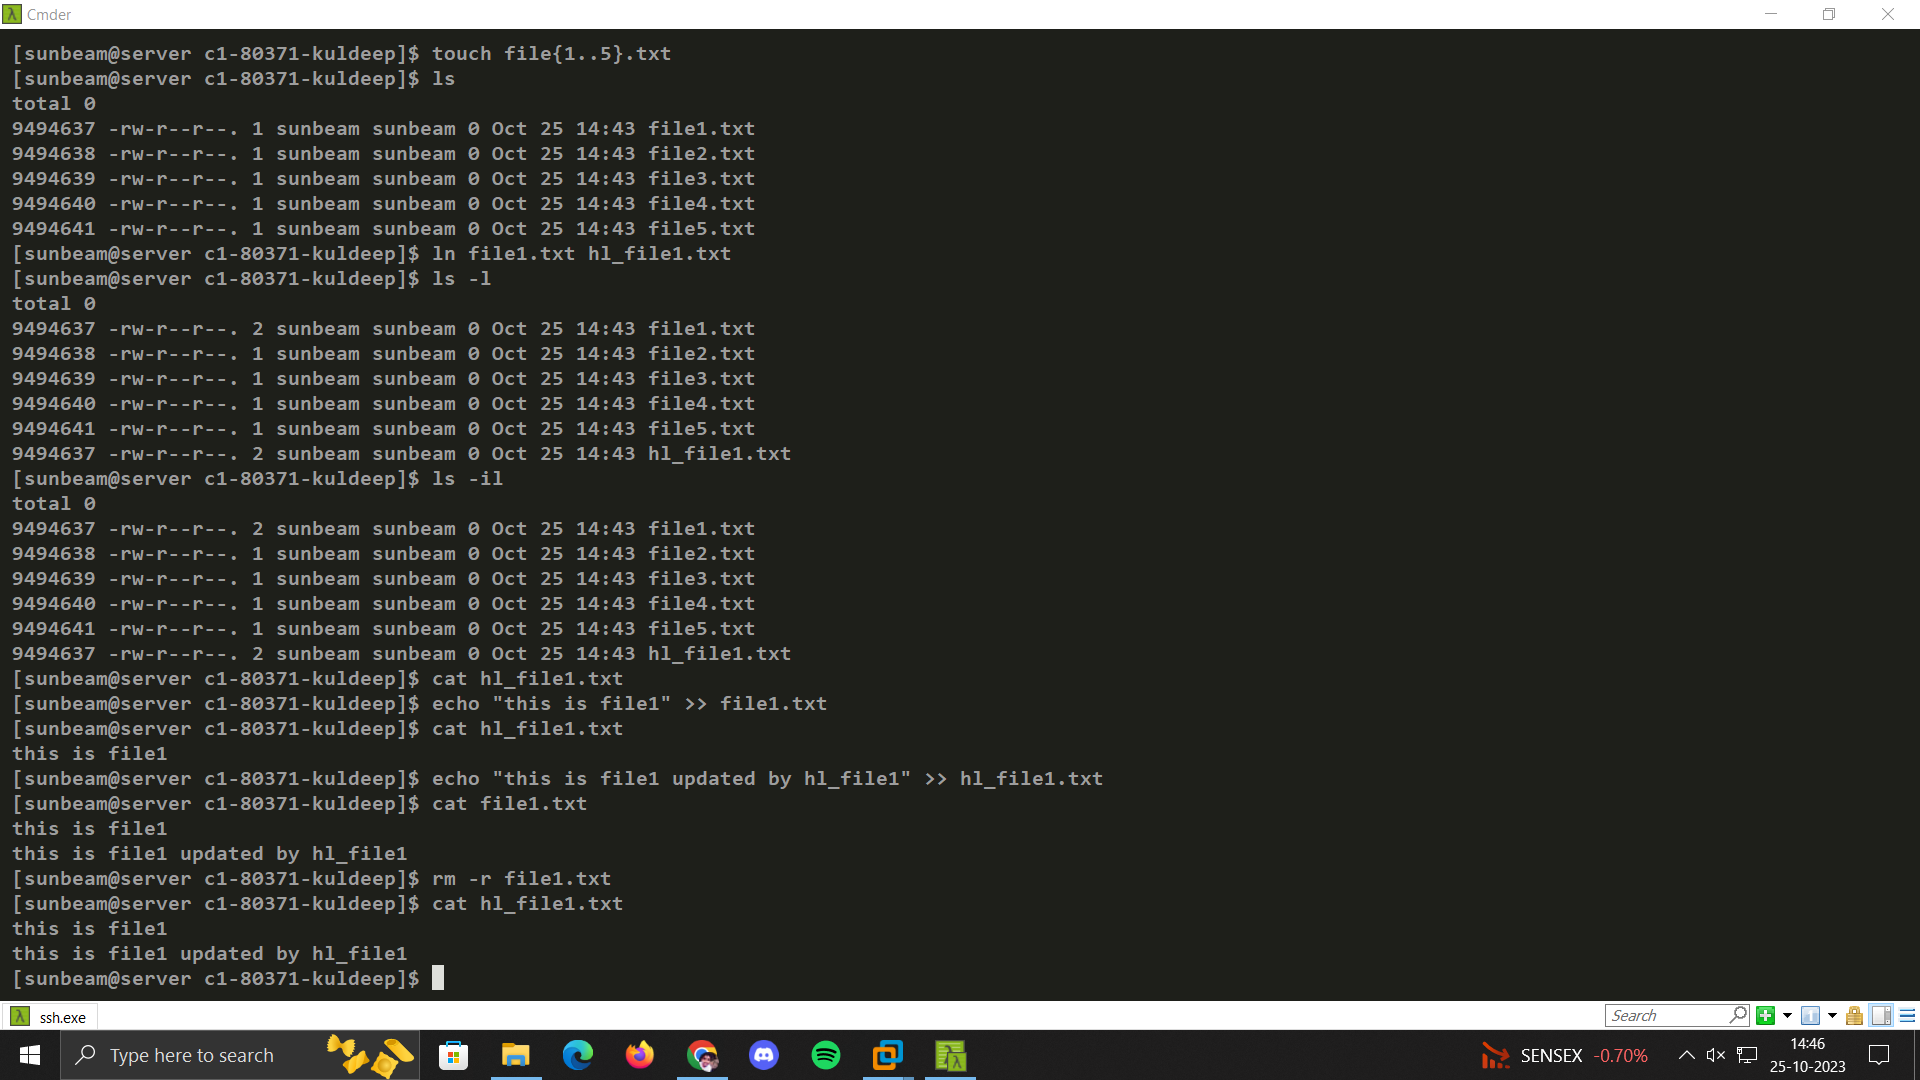 Cmder
[sunbeam@server c1-80371-kuldeep]$ touch file{1..5}.txt
[sunbeam@server c1-80371-kuldeep]$ ls
total 0
9494637 -rw-r--r--. 1 sunbeam sunbeam 0 Oct 25 14:43 file1.txt
9494638 -rw-r--r--. 1 sunbeam sunbeam 0 Oct 25 14:43 file2.txt
9494639 -rw-r--r--. 1 sunbeam sunbeam 0 Oct 25 14:43 file3.txt
9494640 -rw-r--r--. 1 sunbeam sunbeam 0 Oct 25 14:43 file4.txt
9494641 -rw-r--r--. 1 sunbeam sunbeam 0 Oct 25 14:43 file5.txt
[sunbeam@server c1-80371-kuldeep]$ ln file1.txt hl_file1.txt
[sunbeam@server c1-80371-kuldeep]$ ls -l
total 0
9494637 -rw-r--r--. 2 sunbeam sunbeam 0 Oct 25 14:43 file1.txt
9494638 -rw-r--r--. 1 sunbeam sunbeam 0 Oct 25 14:43 file2.txt
9494639 -rw-r--r--. 1 sunbeam sunbeam 0 Oct 25 14:43 file3.txt
9494640 -rw-r--r--. 1 sunbeam sunbeam 0 Oct 25 14:43 file4.txt
9494641 -rw-r--r--. 1 sunbeam sunbeam 0 Oct 25 14:43 file5.txt
9494637 -rw-r--r--. 2 sunbeam sunbeam 0 Oct 25 14:43 hl_file1.txt
[sunbeam@server c1-80371-kuldeep]$ ls -il
total 0
9494637 -rw-r--r--. 2 sunbeam sunbeam 0 Oct 25 14:43 file1.txt
9494638 -rw-r--r--. 1 sunbeam sunbeam 0 Oct 25 14:43 file2.txt
9494639 -rw-r--r--. 1 sunbeam sunbeam 0 Oct 25 14:43 file3.txt
9494640 -rw-r--r--. 1 sunbeam sunbeam 0 Oct 25 14:43 file4.txt
9494641 -rw-r--r--. 1 sunbeam sunbeam 0 Oct 25 14:43 file5.txt
9494637 -rw-r--r--. 2 sunbeam sunbeam 0 Oct 25 14:43 hl_file1.txt
[sunbeam@server c1-80371-kuldeep]$ cat hl_file1.txt
[sunbeam@server c1-80371-kuldeep]$ echo "this is file1" >> file1.txt
[sunbeam@server c1-80371-kuldeep]$ cat hl_file1.txt
this is file1
[sunbeam@server c1-80371-kuldeep]$ echo "this is file1 updated by hl_file1" >> hl_file1.txt
[sunbeam@server c1-80371-kuldeep]$ cat file1.txt
this is file1
this is file1 updated by hl_file1
[sunbeam@server c1-80371-kuldeep]$ rm -r file1.txt
[sunbeam@server c1-80371-kuldeep]$ cat hl_file1.txt
this is file1
this is file1 updated by hl_file1
[sunbeam@server c1-80371-kuldeep]$
ssh.exe
Search
Type here to search
SENSEX -0.70%
14:46
25-10-2023